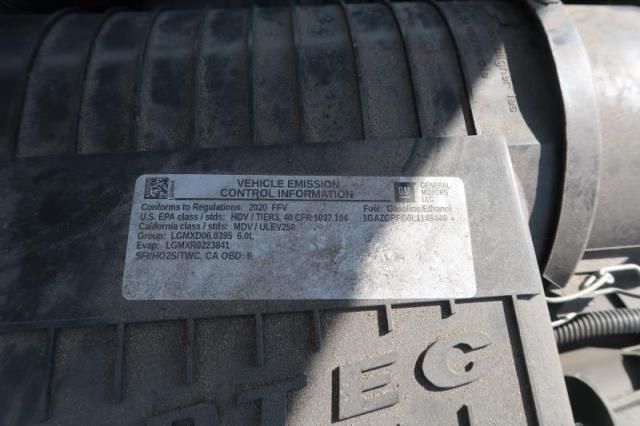 VEHICLE EMISSION
CONTROL INFORMATION
GM
GENERAL
MOTORS
LLC
Conforms to Regulations: 2020 FFV
Fuel: Gasoline/Ethanol
U.S. EPA class / stds: HDV / TIER3, 40 CFR 1037.104
California class / stds: MDV / ULEV250
Group: LGMXD06.0395 6.0L
Evap: LGMXR0223841
SFI/HO2S/TWC, CA OBD: II
TEC